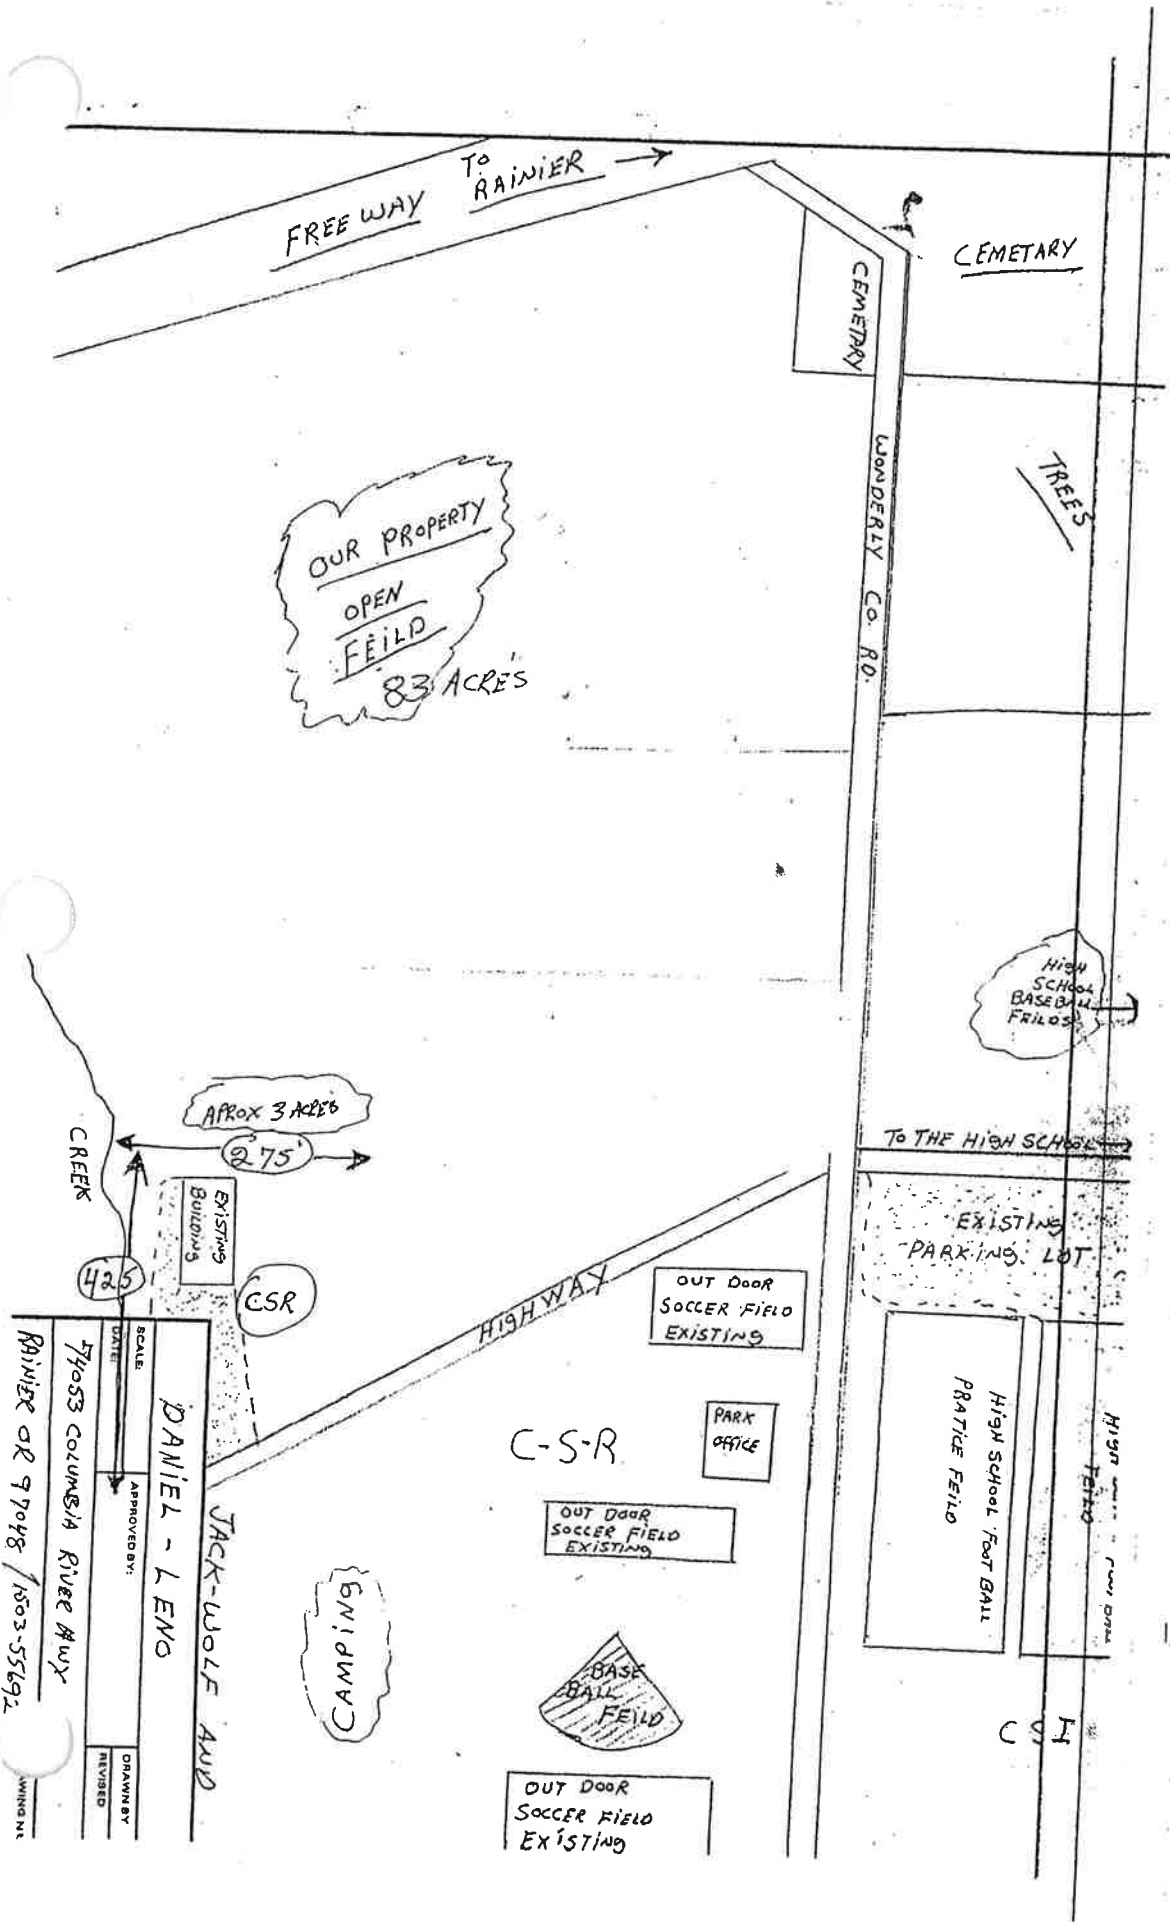 TO
RAINIER
FREE WAY
CEMETARY
CEMETARY
WONDERLY CO. RD.
TREES
OUR PROPERTY
OPEN
FEILD
83 ACRE'S
HigH
SCHOOL
BASEBALL
FEILDS
APROX 3 ACRES
275'
TO THE HIGH SCHOOL
CREEK
EXISTING
BUILDING
EXISTING
PARKING LOT
425
CSR
HIGHWAY
OUT DOOR
SOCCER FIELD
EXISTING
HIGH SCHOOL FOOT BALL
PRATICE FEILD
FEILD
PARK
OFFICE
C-S-R
OUT DOOR
SOCCER FIELD
EXISTING
CAMPING
BASE
BALL
FEILD
OUT DOOR
SOCCER FIELD
EXISTING
JACK-WOLF AND
DANIEL - LENO
SCALE:
APPROVED BY:
DRAWN BY
DATE:
REVISED
74053 COLUMBIA RIVER HWY
RAINIER OR 97048